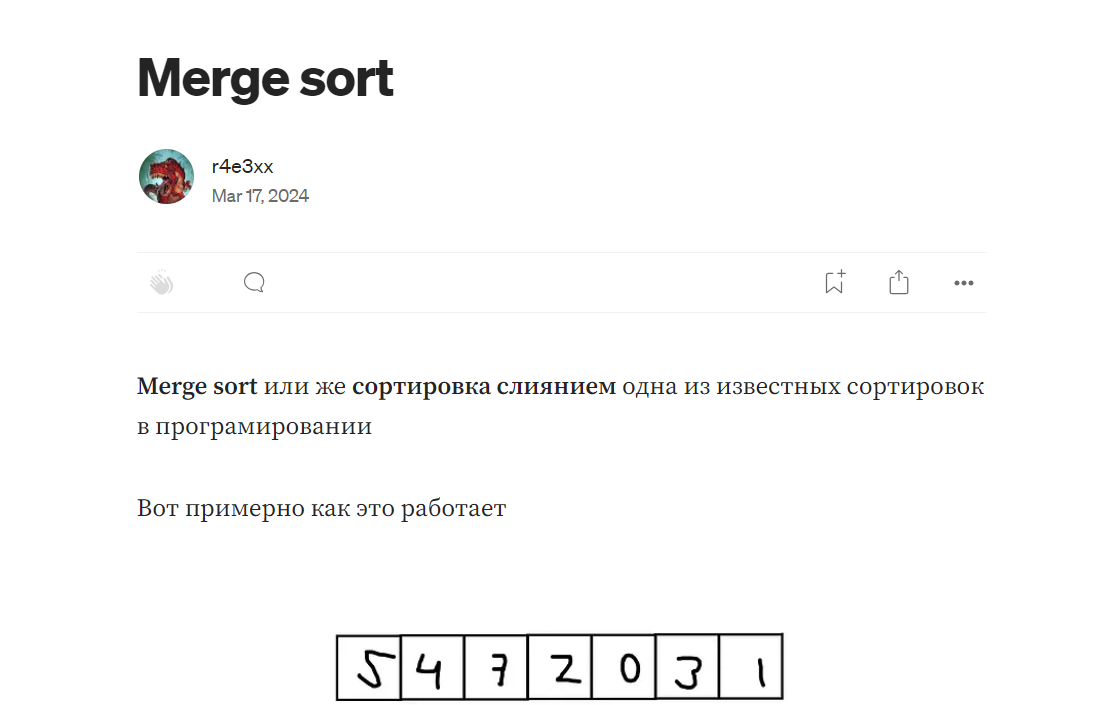 Merge sort
r4e3xx
Mar 17, 2024
Merge sort или же сортировка слиянием одна из известных сортировок
в програмировании
Вот примерно как это работает
5 4 7 2 0 3 1